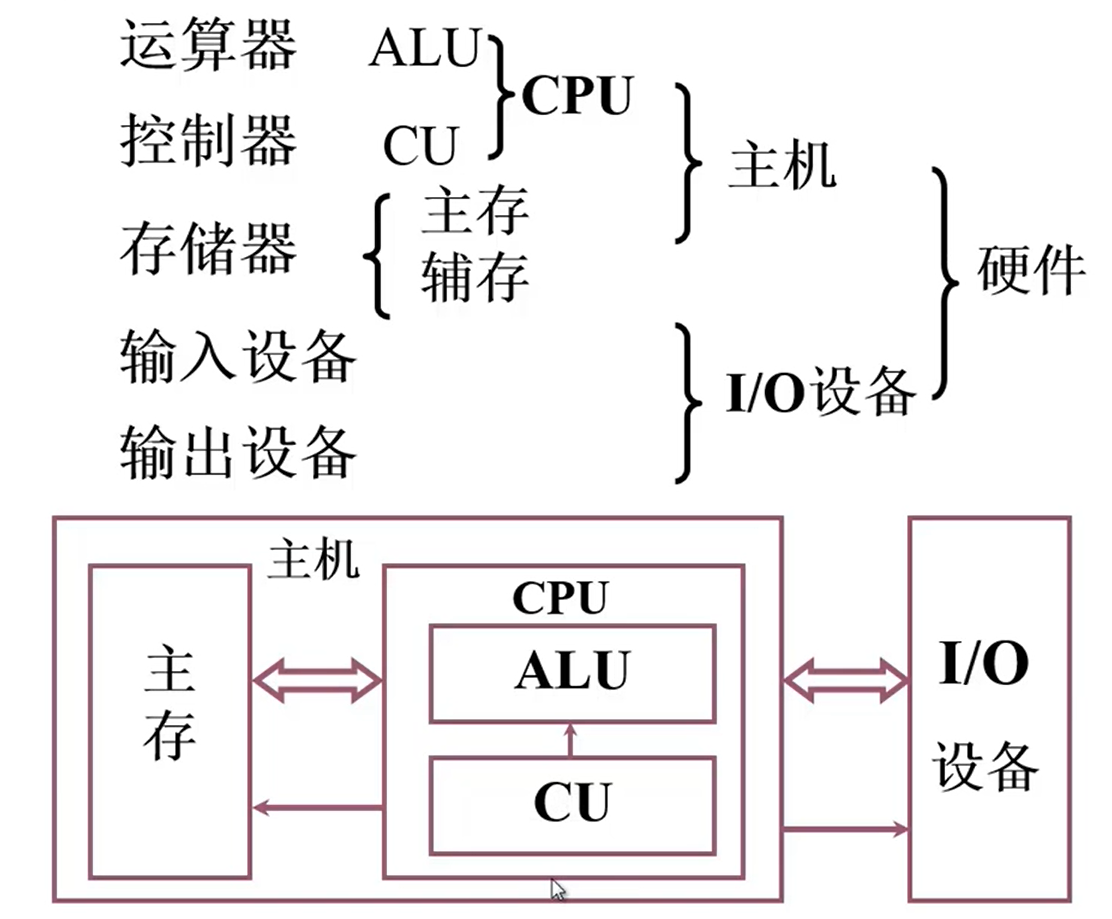 运算器 ALU
CPU
控制器 CU
主机
存储器 主存
辅存
硬件
输入设备
I/O设备
输出设备
主机
主存
CPU
ALU
CU
I/O
设备